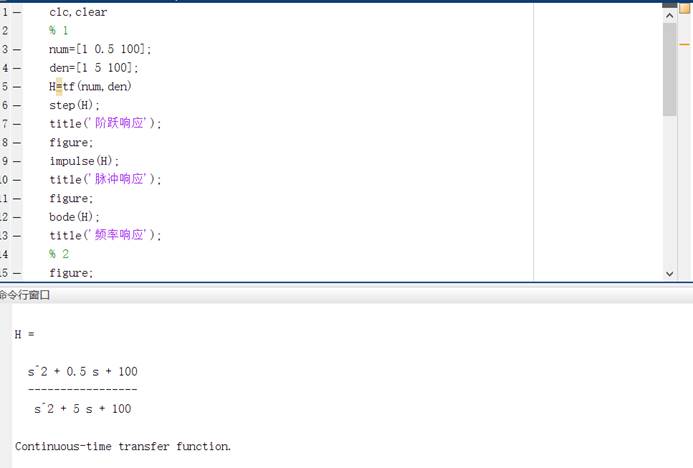 1 — clc,clear
2 % 1
3 — num=[1 0.5 100];
4 — den=[1 5 100];
5 — H=tf(num,den)
6 — step(H);
7 — title('阶跃响应');
8 — figure;
9 — impulse(H);
10 — title('脉冲响应');
11 — figure;
12 — bode(H);
13 — title('频率响应');
14 % 2
15 — figure;
命令行窗口
H =
s^2 + 0.5 s + 100
-----------------
s^2 + 5 s + 100
Continuous-time transfer function.